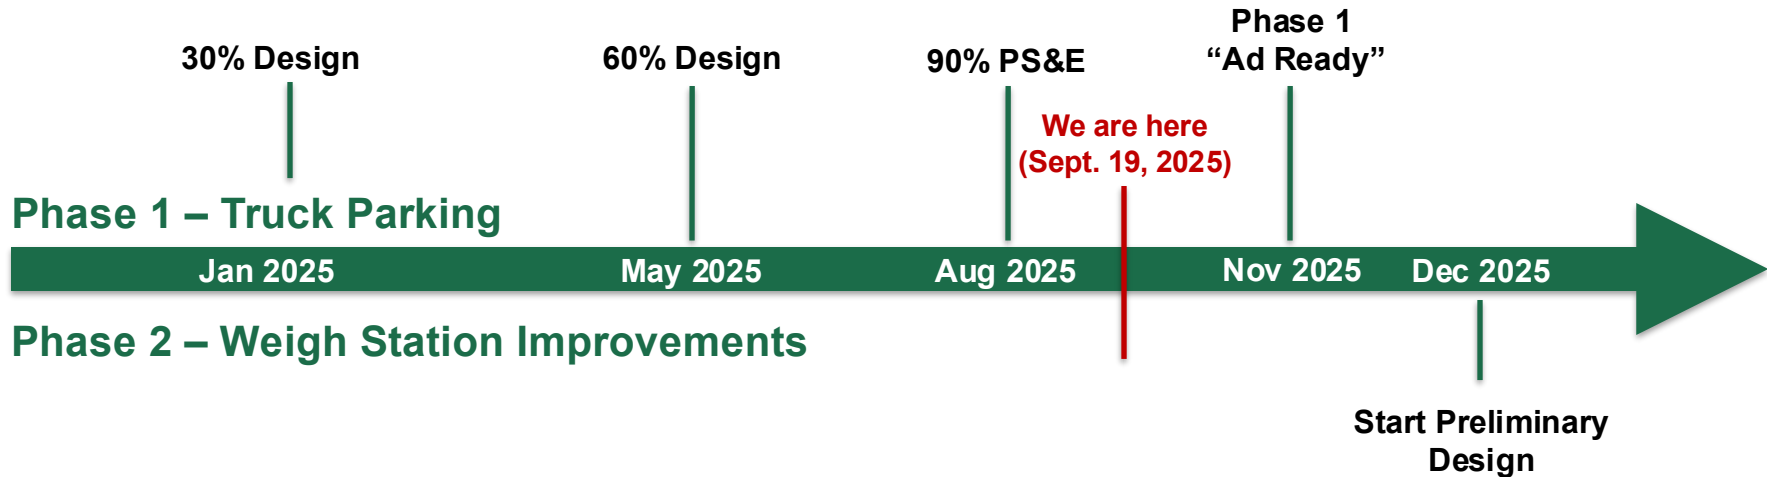 30% Design
60% Design
90% PS&E
Phase 1
“Ad Ready”
We are here
(Sept. 19, 2025)
Phase 1 – Truck Parking
Jan 2025
May 2025
Aug 2025
Nov 2025
Dec 2025
Phase 2 – Weigh Station Improvements
Start Preliminary
Design